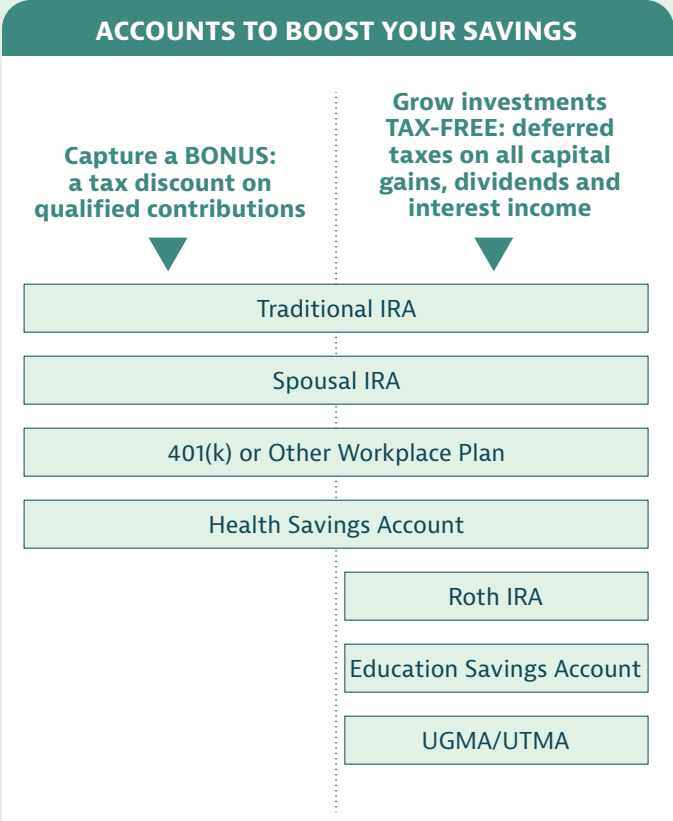 ACCOUNTS TO BOOST YOUR SAVINGS
Capture a BONUS:
a tax discount on
qualified contributions
Grow investments
TAX-FREE: deferred
taxes on all capital
gains, dividends and
interest income
Traditional IRA
Spousal IRA
401(k) or Other Workplace Plan
Health Savings Account
Roth IRA
Education Savings Account
UGMA/UTMA